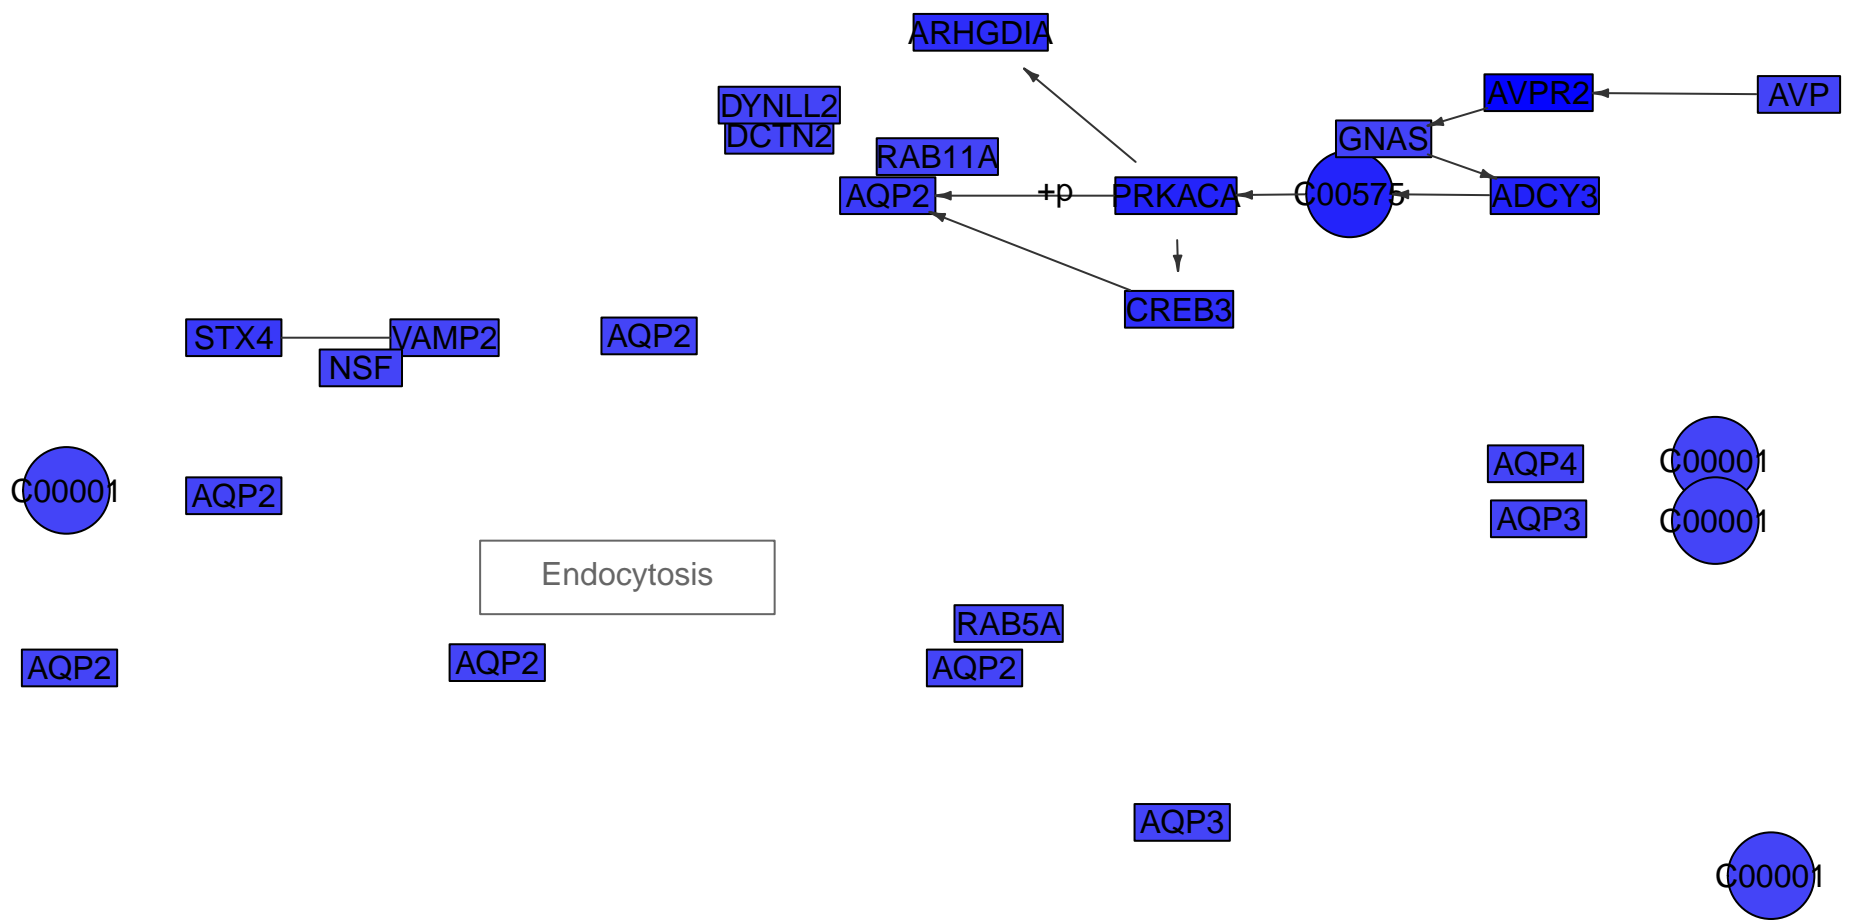 ARHGDIA
AVPR2
AVP
DYNLL2
DCTN2
GNAS
RAB11A
AQP2
+p
PRKACA
C00575
ADCY3
CREB3
STX4
VAMP2
AQP2
NSF
AQP4
C00001
C00001
AQP2
AQP3
C00001
Endocytosis
RAB5A
AQP2
AQP2
AQP2
AQP3
C00001